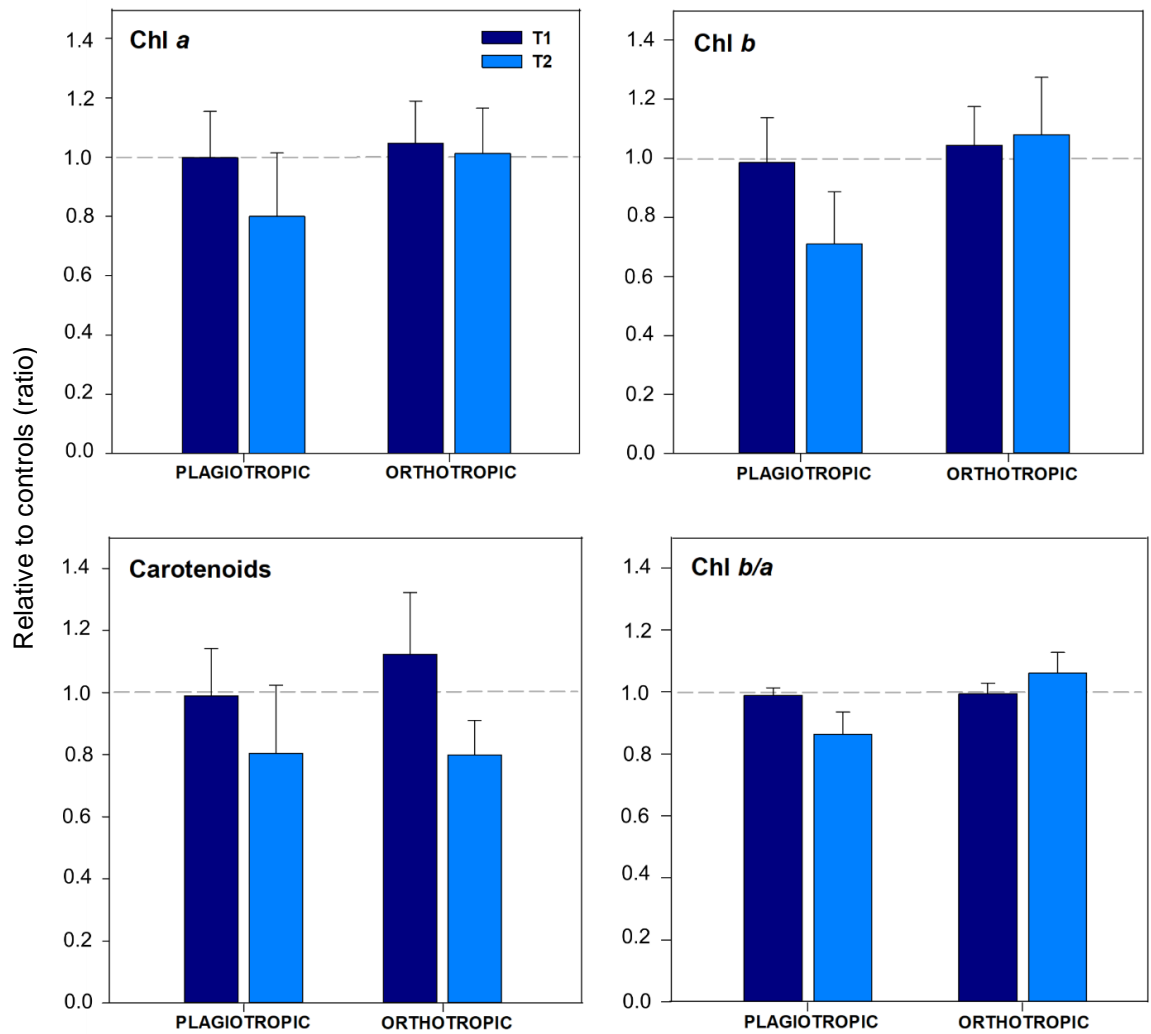 Relative to controls (ratio)
Chl a
T1
T2
1.4
1.2
1.0
0.8
0.6
0.4
0.2
0.0
PLAGIOTROPIC ORTHOTROPIC
Chl b
1.4
1.2
1.0
0.8
0.6
0.4
0.2
0.0
PLAGIOTROPIC ORTHOTROPIC
Carotenoids
1.4
1.2
1.0
0.8
0.6
0.4
0.2
0.0
PLAGIOTROPIC ORTHOTROPIC
Chl b/a
1.4
1.2
1.0
0.8
0.6
0.4
0.2
0.0
PLAGIOTROPIC ORTHOTROPIC